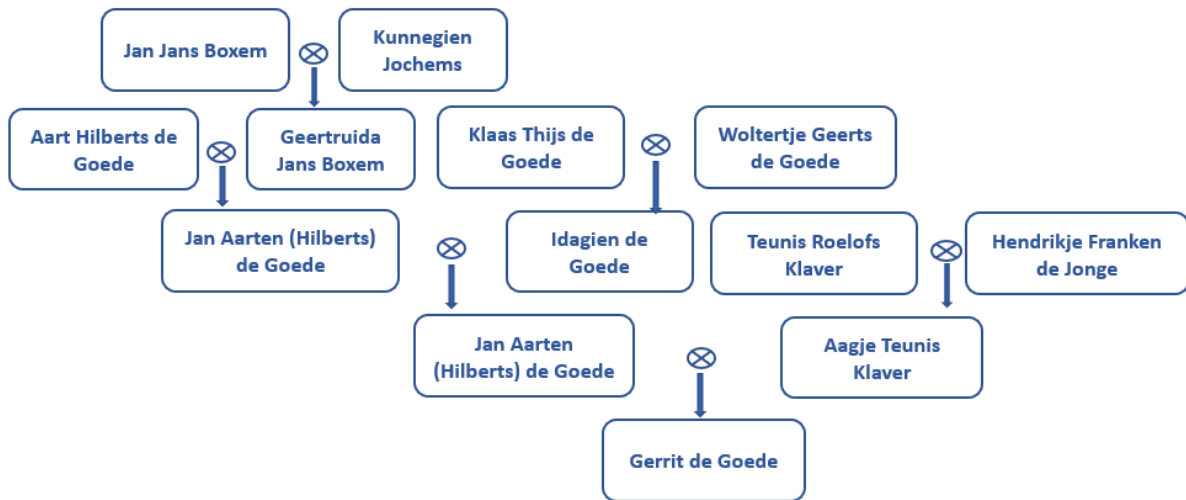 Jan Jans Boxem
Kunnegien
Jochems
Aart Hilberts de
Goede
Geertruida
Jans Boxem
Klaas Thijs de
Goede
Woltertje Geerts
de Goede
Jan Aarten (Hilberts)
de Goede
Idagien de
Goede
Teunis Roelofs
Klaver
Hendrikje Franken
de Jonge
Jan Aarten
(Hilberts) de Goede
Aagje Teunis
Klaver
Gerrit de Goede